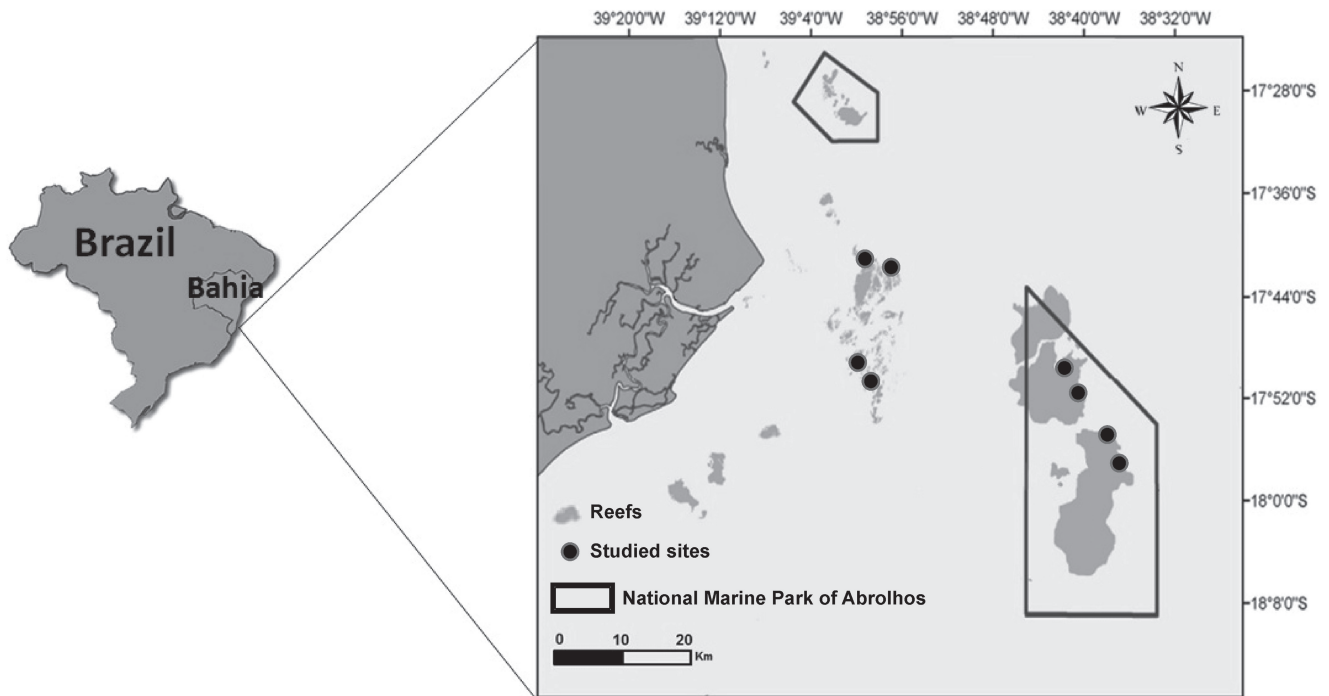 39°20'0"W 39°12'0"W 39°4'0"W 38°56'0"W 38°48'0"W 38°40'0"W 38°32'0"W
17°28'0"S
N
W E
S
17°36'0"S
Brazil
Bahia
17°44'0"S
17°52'0"S
18°0'0"S
Reefs
Studied sites
National Marine Park of Abrolhos
18°8'0"S
0 10 20
Km